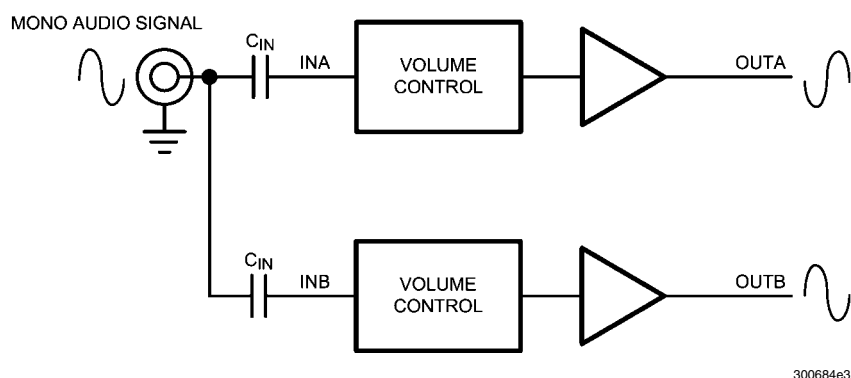 MONO AUDIO SIGNAL
CIN
INA
VOLUME
CONTROL
OUTA
CIN
INB
VOLUME
CONTROL
OUTB
300684e3